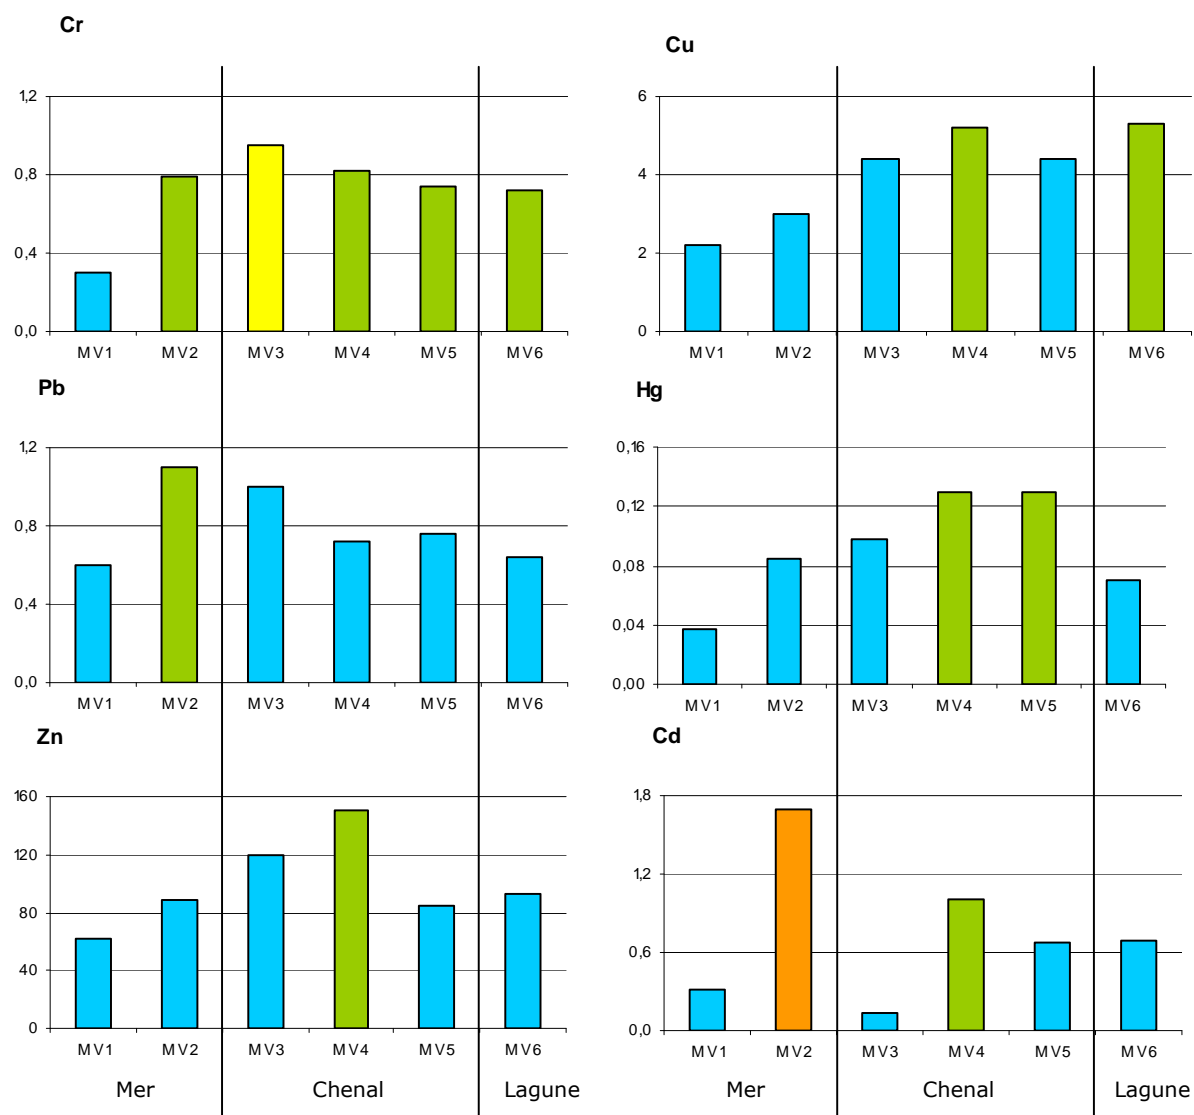 Cr
1,2
0,8
0,4
0,0
MV1 MV2 MV3 MV4 MV5 MV6
Cu
6
4
2
0
MV1 MV2 MV3 MV4 MV5 MV6
Pb
1,2
0,8
0,4
0,0
MV1 MV2 MV3 MV4 MV5 MV6
Hg
0,16
0,12
0,08
0,04
0,00
MV1 MV2 MV3 MV4 MV5 MV6
Zn
160
120
80
40
0
MV1 MV2 MV3 MV4 MV5 MV6
Mer Chenal Lagune
Cd
1,8
1,2
0,6
0,0
MV1 MV2 MV3 MV4 MV5 MV6
Mer Chenal Lagune